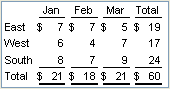 Jan Feb Mar Total
East $ 7 $ 7 $ 5 $ 19
West 6 4 7 17
South 8 7 9 24
Total $ 21 $ 18 $ 21 $ 60